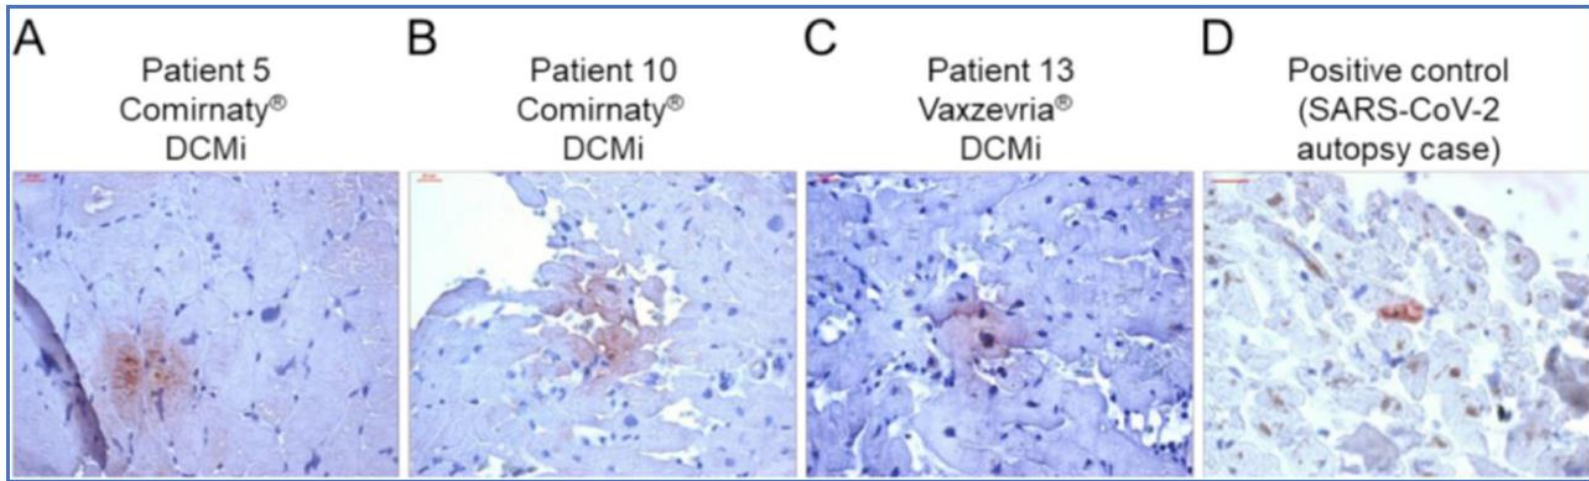 A
Patient 5
Comirnaty®
DCMi
B
Patient 10
Comirnaty®
DCMi
C
Patient 13
Vaxzevria®
DCMi
D
Positive control
(SARS-CoV-2
autopsy case)